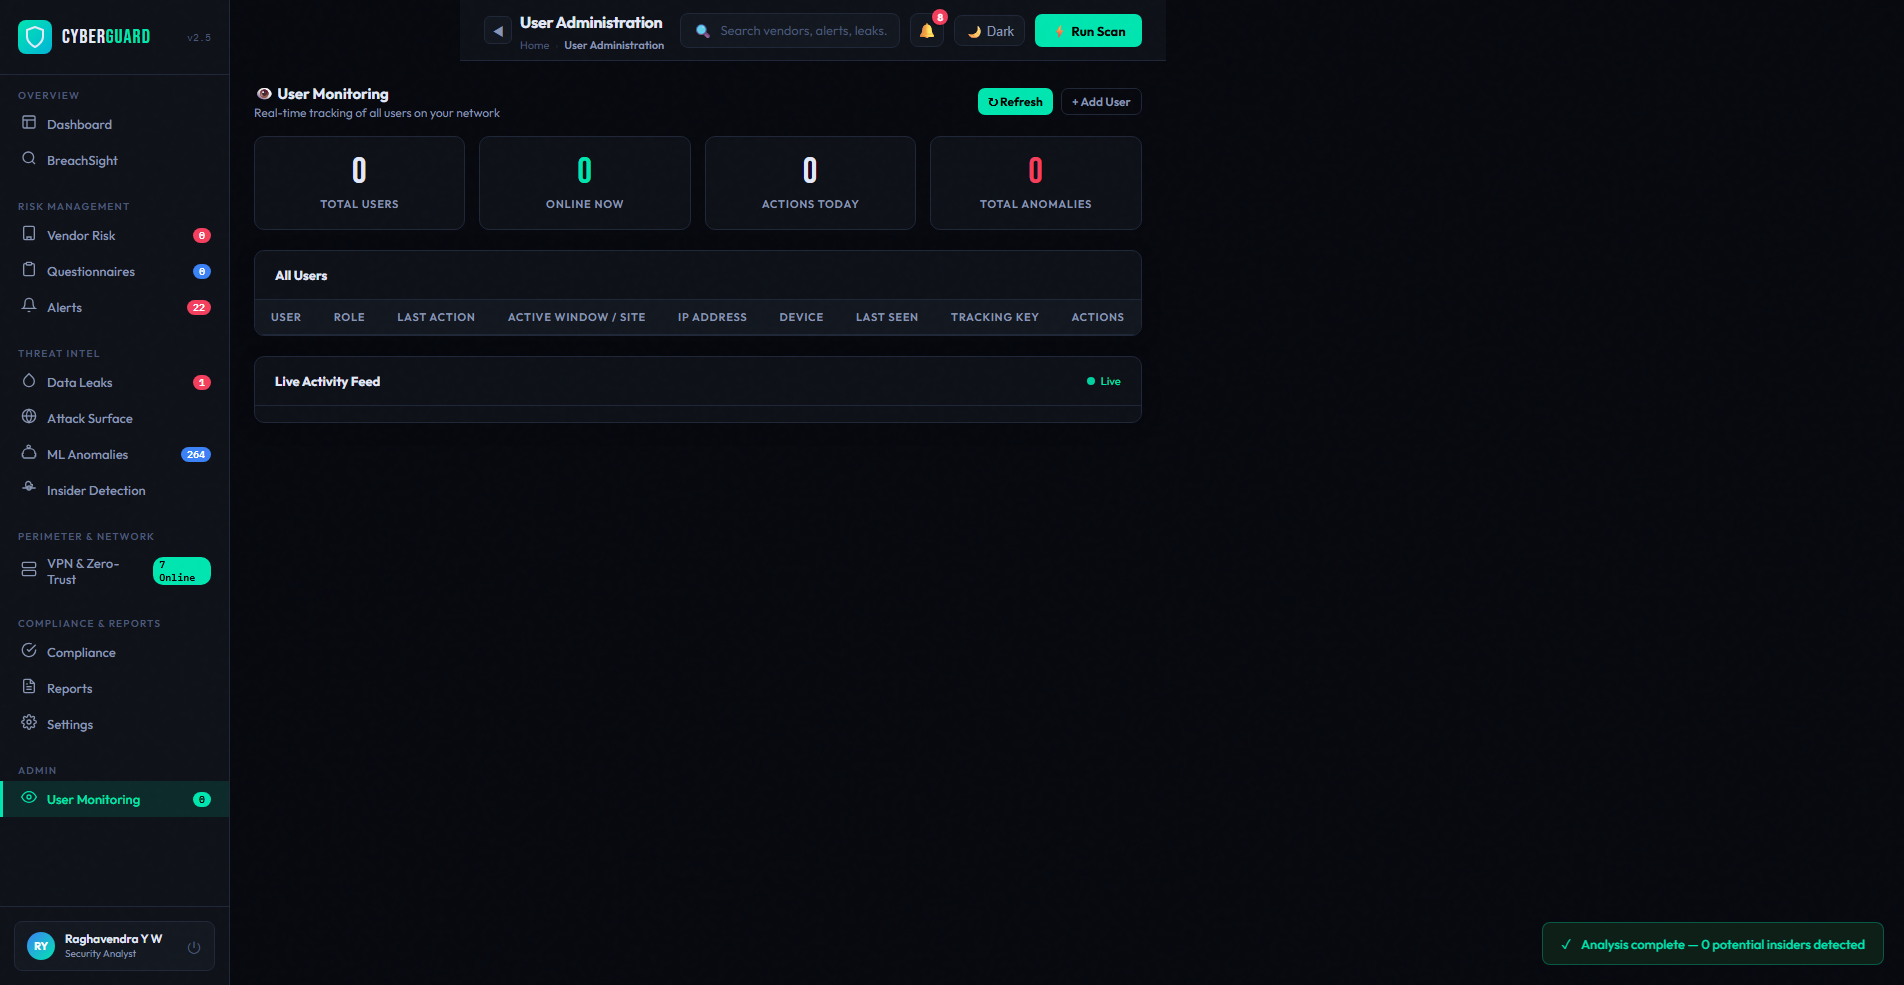 CYBERGUARD v2.5
OVERVIEW
Dashboard
BreachSight
RISK MANAGEMENT
Vendor Risk 0
Questionnaires 0
Alerts 22
THREAT INTEL
Data Leaks 1
Attack Surface
ML Anomalies 264
Insider Detection
PERIMETER & NETWORK
VPN & Zero-
Trust
7
Online
COMPLIANCE & REPORTS
Compliance
Reports
Settings
ADMIN
User Monitoring 0
RY
Raghavendra Y W
Security Analyst
User Administration
Home User Administration
Search vendors, alerts, leaks.
8
Dark
Run Scan
User Monitoring
Real-time tracking of all users on your network
Refresh
+ Add User
0
TOTAL USERS
0
ONLINE NOW
0
ACTIONS TODAY
0
TOTAL ANOMALIES
All Users
USER ROLE LAST ACTION ACTIVE WINDOW / SITE IP ADDRESS DEVICE LAST SEEN TRACKING KEY ACTIONS
Live Activity Feed
Live
✓ Analysis complete — 0 potential insiders detected